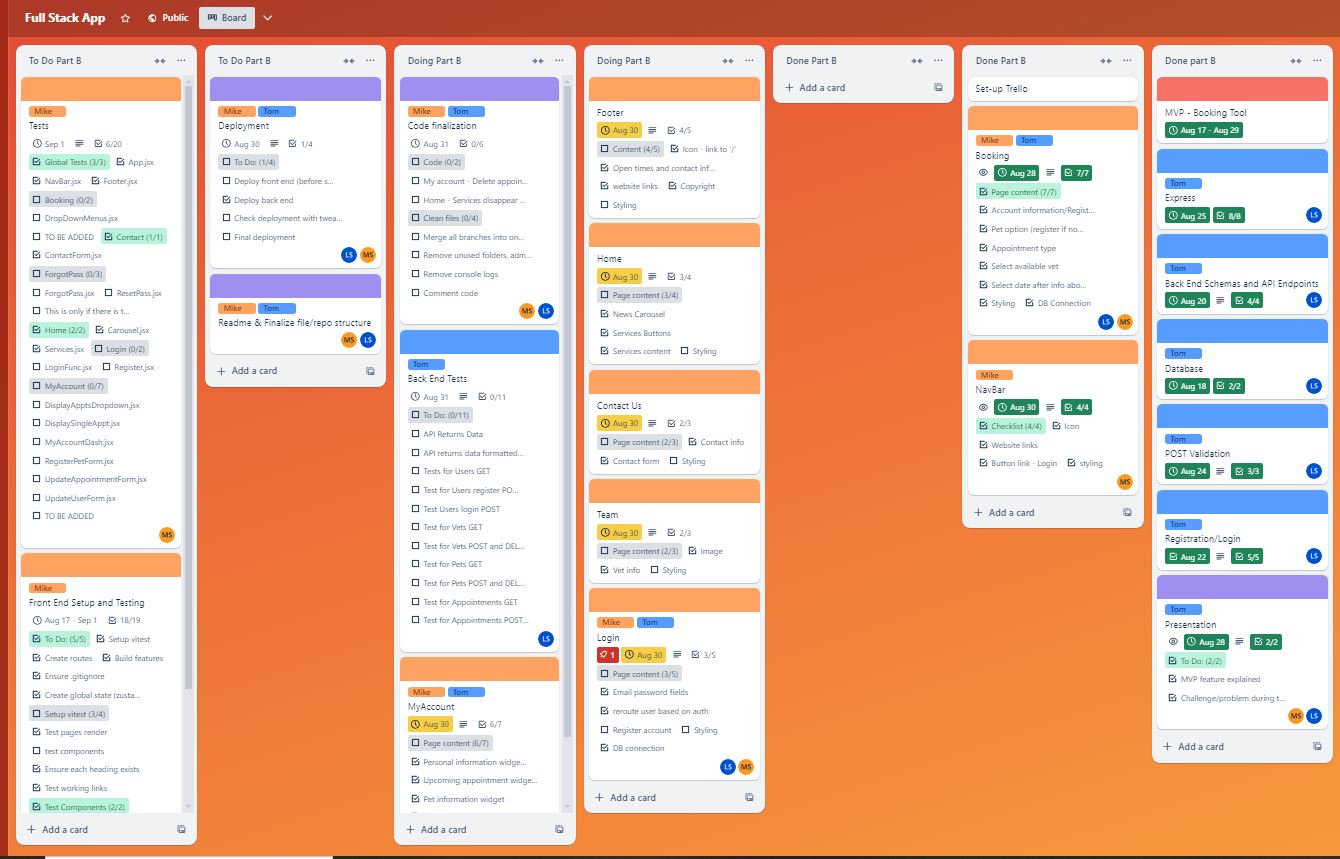 Full Stack App
Public
Board
To Do Part B
Mike
Tests
Sep 1 6/20
Global Tests (3/3) App.jsx
NavBar.jsx Footer.jsx
Booking (0/2)
DropDownMenus.jsx
TO BE ADDED Contact (1/1)
ContactForm.jsx
ForgotPass (0/3)
ForgotPass.jsx ResetPass.jsx
This is only if there is t...
Home (2/2) Carousel.jsx
Services.jsx Login (0/2)
LoginFunc.jsx Register.jsx
MyAccount (0/7)
DisplayApptsDropdown.jsx
DisplaySingleAppt.jsx
MyAccountDash.jsx
RegisterPetForm.jsx
UpdateAppointmentForm.jsx
UpdateUserForm.jsx
TO BE ADDED
MS
Mike
Front End Setup and Testing
Aug 17 - Sep 1 18/19
To Do: (5/5) Setup vitest
Create routes Build features
Ensure .gitignore
Create global state (zusta...
Setup vitest (3/4)
Test pages render
test components
Ensure each heading exists
Test working links
Test Components (2/2)
Add a card
To Do Part B
Mike Tom
Deployment
Aug 30 1/4
To Do: (1/4)
Deploy front end (before s...
Deploy back end
Check deployment with twea...
Final deployment
LS MS
Mike Tom
Readme & Finalize file/repo structure
MS LS
Add a card
Doing Part B
Mike Tom
Code finalization
Aug 31 0/6
Code (0/2)
My account - Delete appoin...
Home - Services disappear ...
Clean files (0/4)
Merge all branches into on...
Remove unused folders, adm...
Remove console logs
Comment code
MS LS
Tom
Back End Tests
Aug 31 0/11
To Do: (0/11)
API Returns Data
API returns data formatted...
Tests for Users GET
Test for Users register PO...
Test Users login POST
Test for Vets GET
Test for Vets POST and DEL...
Test for Pets GET
Test for Pets POST and DEL...
Test for Appointments GET
Test for Appointments POST...
LS
Mike Tom
MyAccount
Aug 30 6/7
Page content (6/7)
Personal information widge...
Upcoming appointment widge...
Pet information widget
Add a card
Doing Part B
Footer
Aug 30 4/5
Content (4/5) Icon - link to '/'
Open times and contact inf...
website links Copyright
Styling
Home
Aug 30 3/4
Page content (3/4)
News Carousel
Services Buttons
Services content Styling
Contact Us
Aug 30 2/3
Page content (2/3) Contact info
Contact form Styling
Team
Aug 30 2/3
Page content (2/3) Image
Vet info Styling
Mike Tom
Login
1 Aug 30 3/5
Page content (3/5)
Email password fields
reroute user based on auth
Register account Styling
DB connection
LS MS
Add a card
Done Part B
Add a card
Done Part B
Set-up Trello
Mike Tom
Booking
Aug 28 7/7
Page content (7/7)
Account information/Regist...
Pet option (register if no...
Appointment type
Select available vet
Select date after info abo...
Styling DB Connection
LS MS
Mike
NavBar
Aug 30 4/4
Checklist (4/4) Icon
Website links
Button link - Login styling
MS
Add a card
Done part B
MVP - Booking Tool
Aug 17 - Aug 29
Tom
Express
Aug 25 8/8
LS
Tom
Back End Schemas and API Endpoints
Aug 20 4/4
LS
Tom
Database
Aug 18 2/2
LS
Tom
POST Validation
Aug 24 3/3
LS
Tom
Registration/Login
Aug 22 5/5
LS
Tom
Presentation
Aug 28 2/2
To Do: (2/2)
MVP feature explained
Challenge/problem during t...
MS LS
Add a card